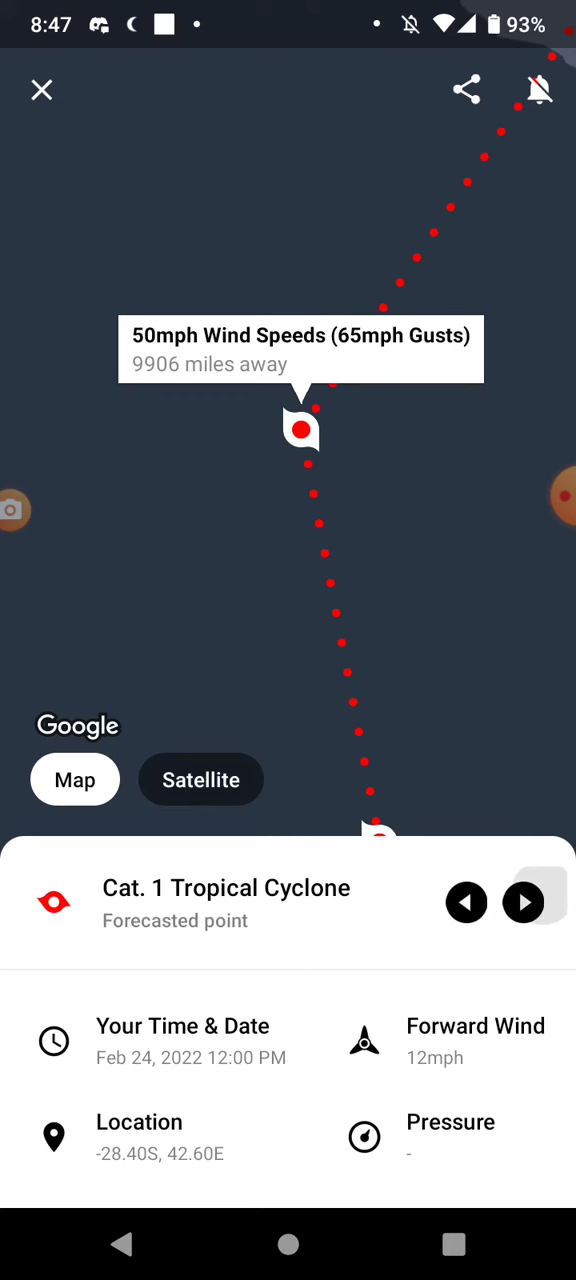 8:47
93%
50mph Wind Speeds (65mph Gusts)
9906 miles away
Google
Map
Satellite
Cat. 1 Tropical Cyclone
Forecasted point
Your Time & Date
Feb 24, 2022 12:00 PM
Forward Wind
12mph
Location
-28.40S, 42.60E
Pressure
-